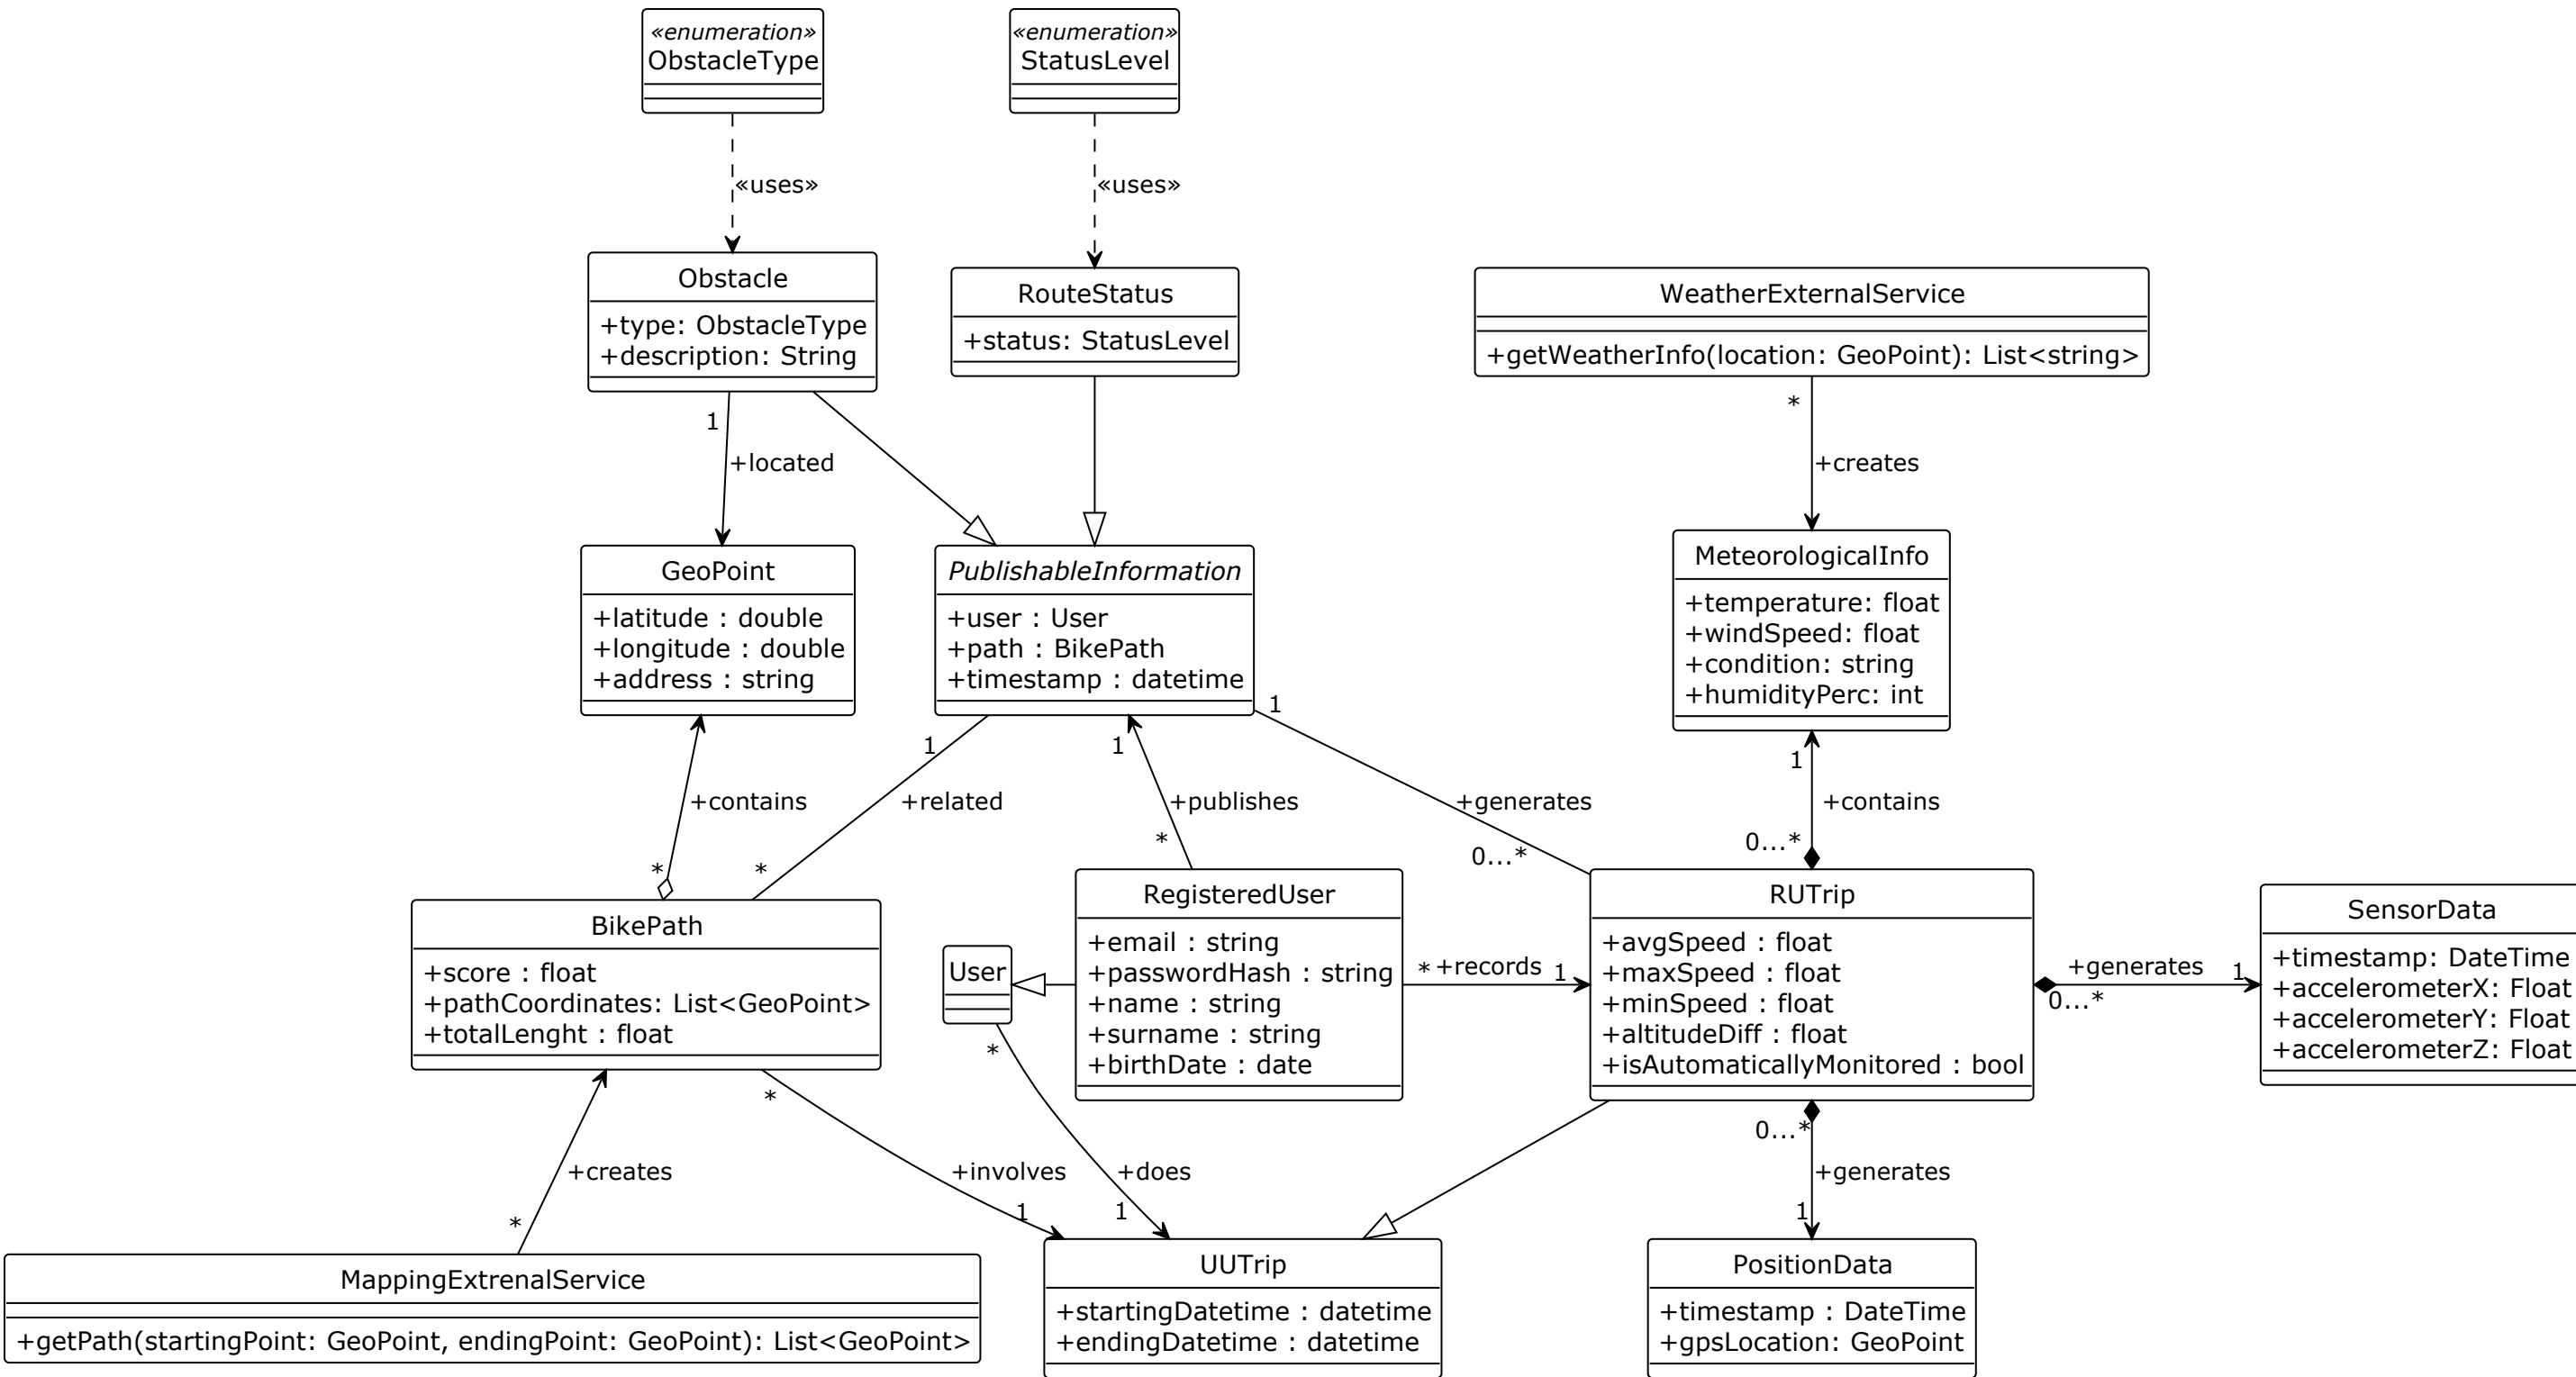 «enumeration»
ObstacleType
«enumeration»
StatusLevel
«uses»
«uses»
Obstacle
+type: ObstacleType
+description: String
RouteStatus
+status: StatusLevel
WeatherExternalService
+getWeatherInfo(location: GeoPoint): List<string>
1
+located
*
+creates
GeoPoint
+latitude : double
+longitude : double
+address : string
PublishableInformation
+user : User
+path : BikePath
+timestamp : datetime
MeteorologicalInfo
+temperature: float
+windSpeed: float
+condition: string
+humidityPerc: int
1
1
1
1
+contains
+related
+publishes
+generates
+contains
*
*
*
0...*
0...*
BikePath
+score : float
+pathCoordinates: List<GeoPoint>
+totalLenght : float
User
RegisteredUser
+email : string
+passwordHash : string
+name : string
+surname : string
+birthDate : date
*
+records
1
RUTrip
+avgSpeed : float
+maxSpeed : float
+minSpeed : float
+altitudeDiff : float
+isAutomaticallyMonitored : bool
+generates
1
0...*
SensorData
+timestamp: DateTime
+accelerometerX: Float
+accelerometerY: Float
+accelerometerZ: Float
*
*
0...*
+creates
+involves
+does
+generates
*
1
1
1
MappingExtrenalService
+getPath(startingPoint: GeoPoint, endingPoint: GeoPoint): List<GeoPoint>
UUTrip
+startingDatetime : datetime
+endingDatetime : datetime
PositionData
+timestamp : DateTime
+gpsLocation: GeoPoint